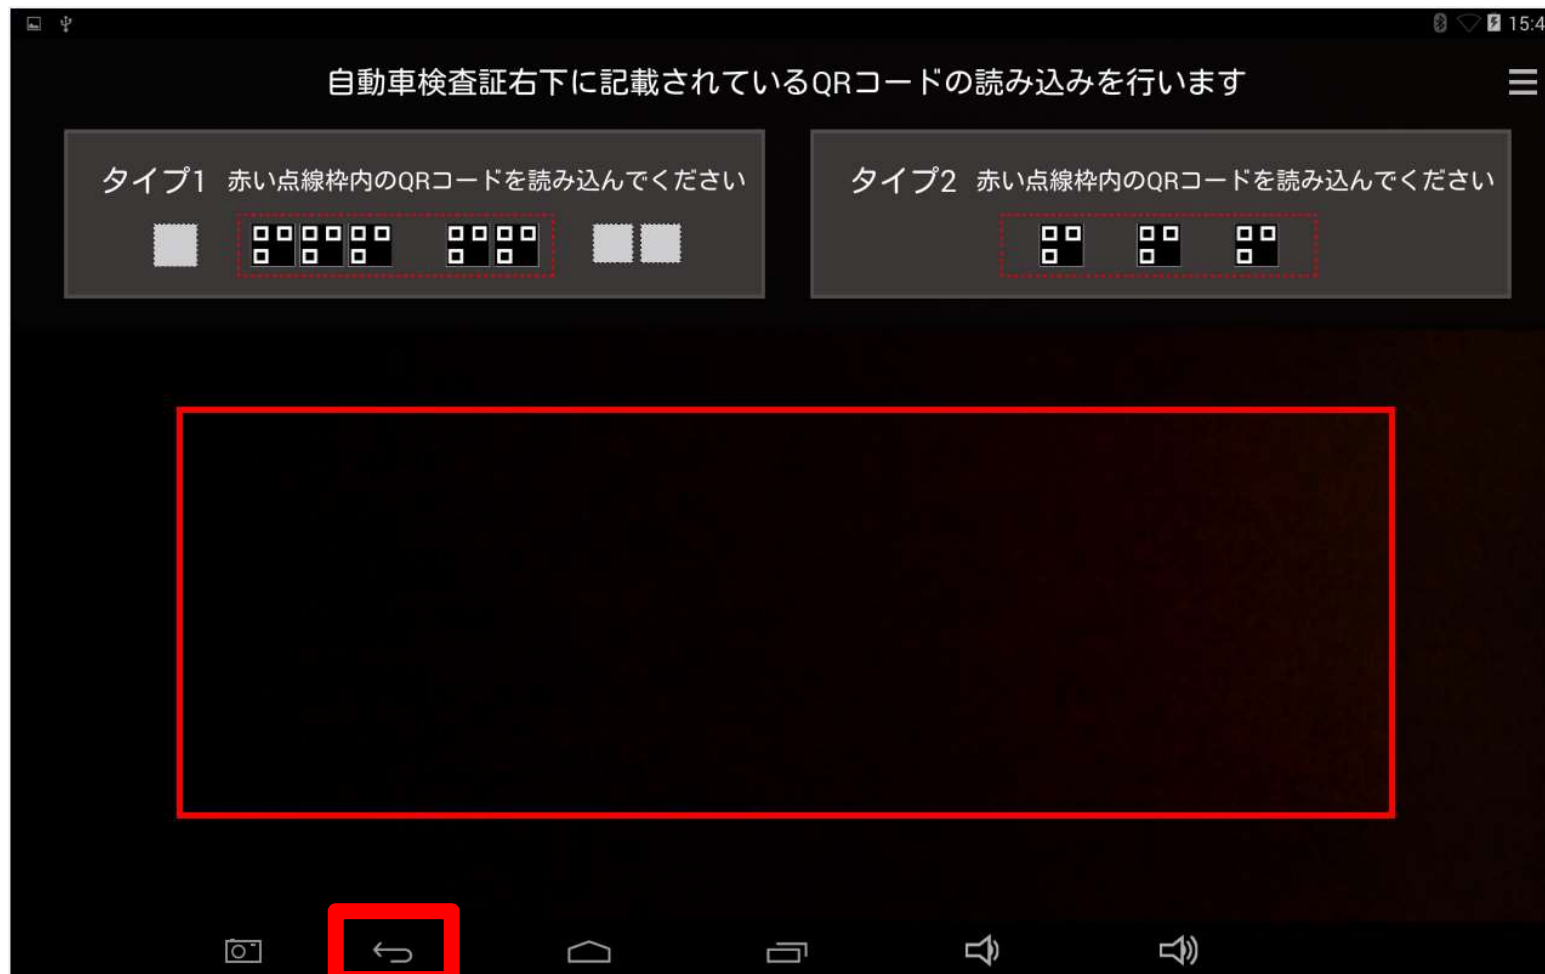 15:4
自動車検査証右下に記載されているQRコードの読み込みを行います
タイプ1 赤い点線枠内のQRコードを読み込んでください
タイプ2 赤い点線枠内のQRコードを読み込んでください